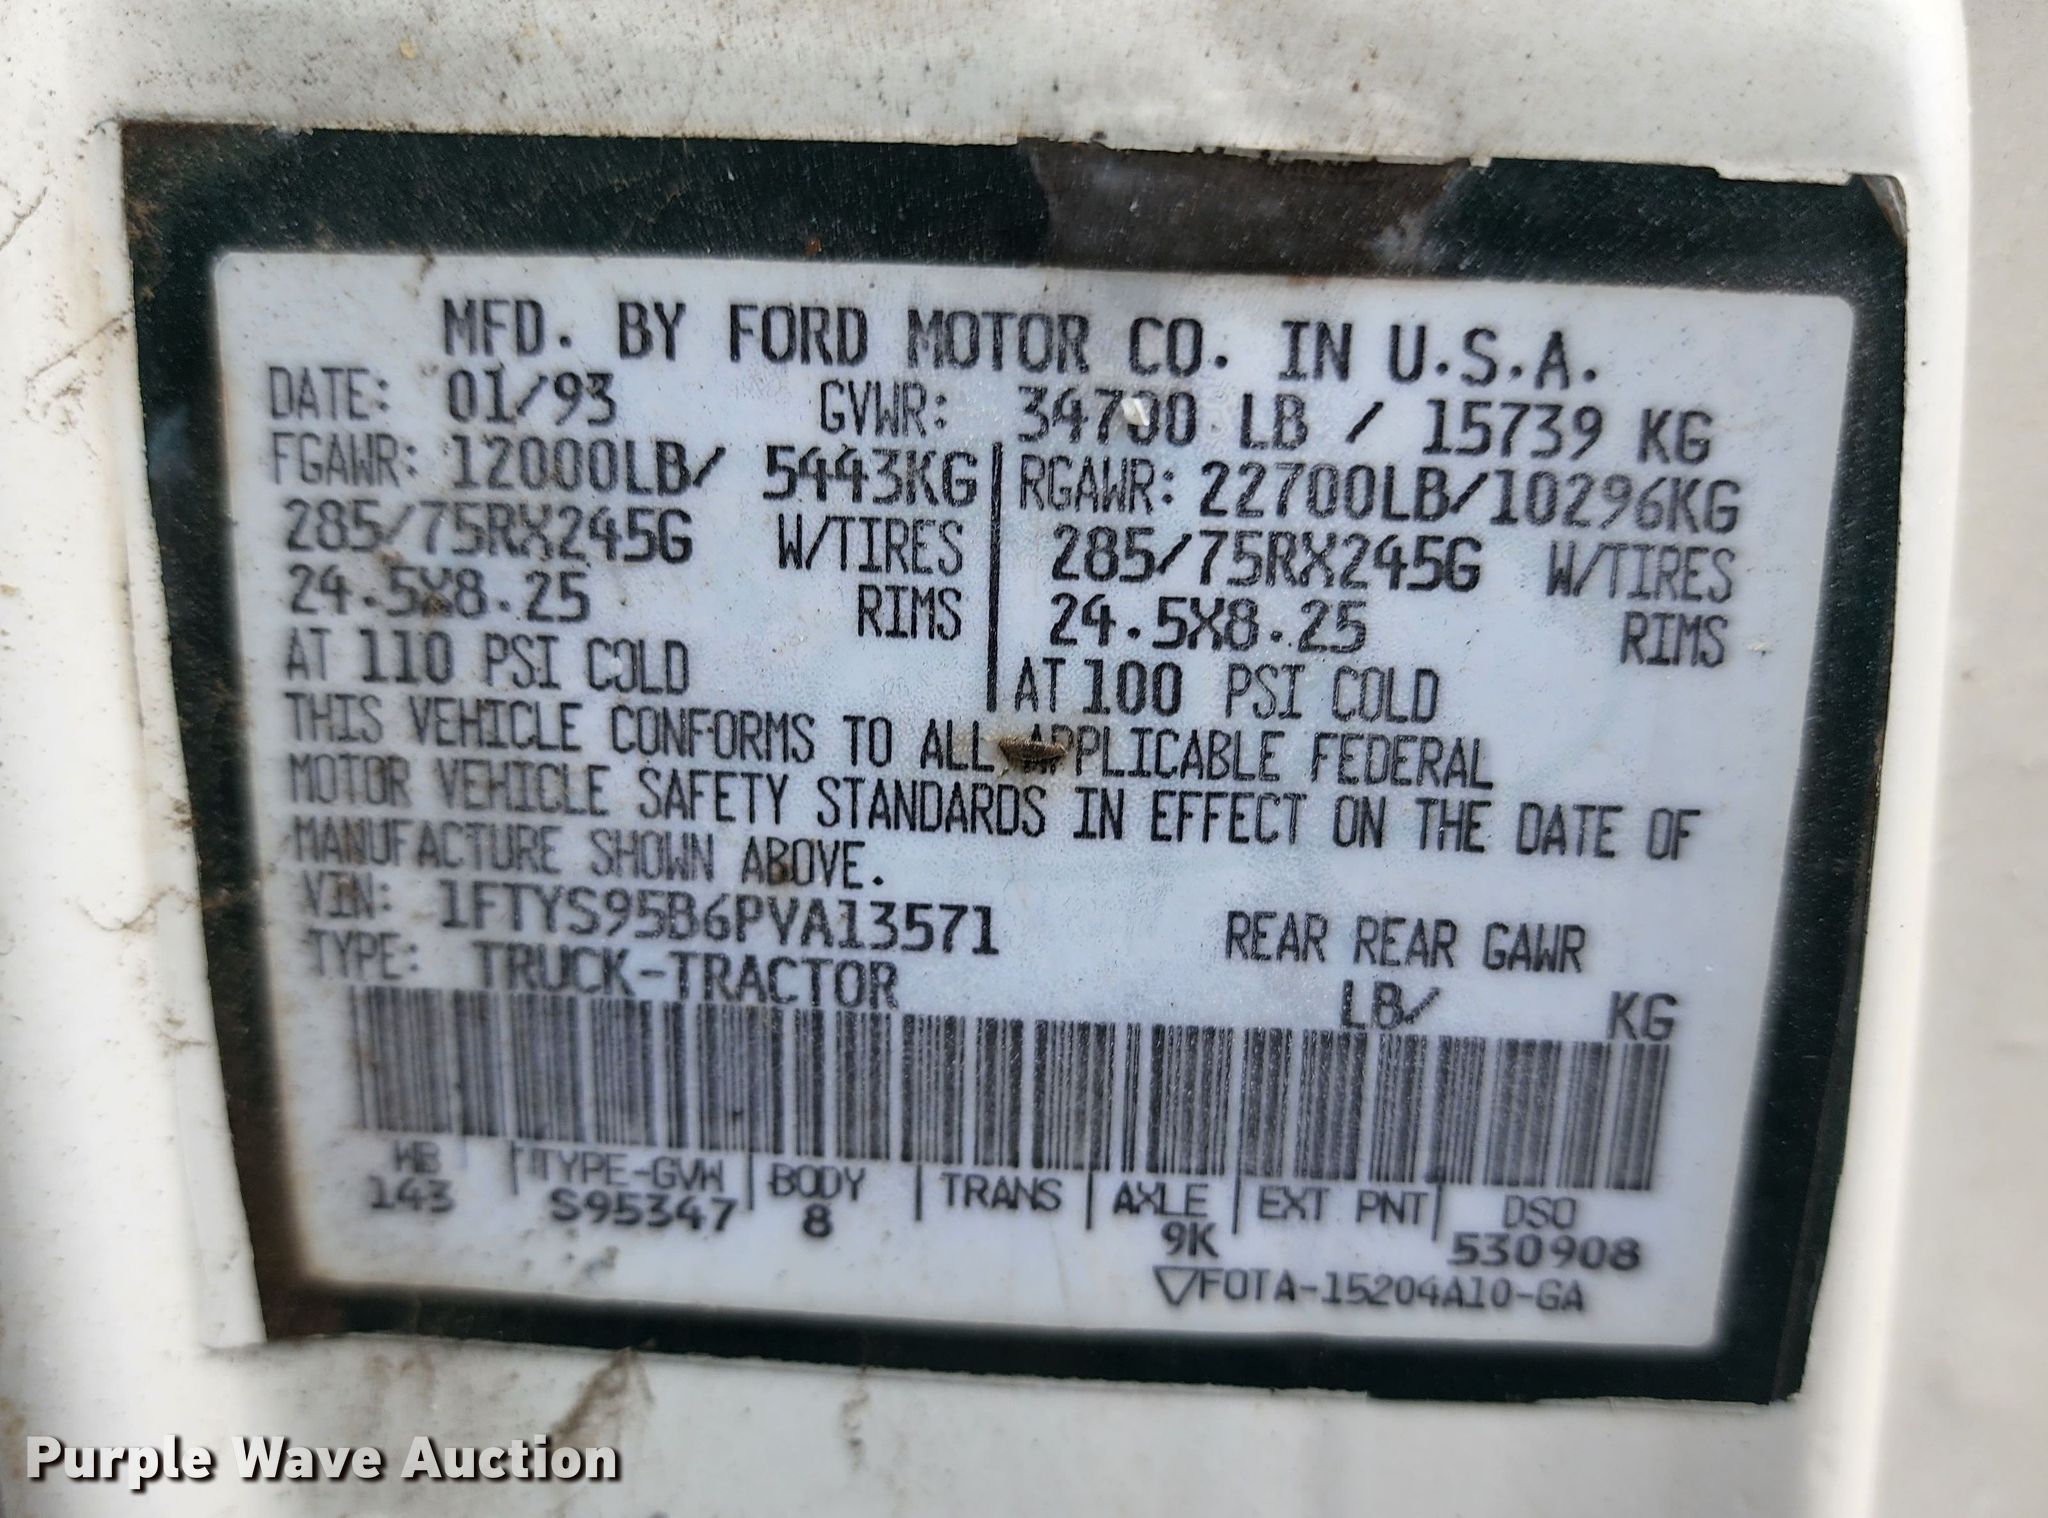 MFD. BY FORD MOTOR CO. IN U.S.A.
DATE: 01/93 GVWR: 34700 LB / 15739 KG
FGAWR: 12000LB/ 5443KG RGAWR: 22700LB/10296KG
285/75RX245G W/TIRES 285/75RX245G W/TIRES
24.5X8.25 RIMS 24.5X8.25 RIMS
AT 110 PSI COLD AT 100 PSI COLD
THIS VEHICLE CONFORMS TO ALL APPLICABLE FEDERAL
MOTOR VEHICLE SAFETY STANDARDS IN EFFECT ON THE DATE OF
MANUFACTURE SHOWN ABOVE.
VIN: 1FTYS95B6PVA13571 REAR REAR GAWR
TYPE: TRUCK-TRACTOR LB/ KG
WB TYPE-GVW BODY TRANS AXLE EXT PNT DSO
143 S95347 8 9K 530908
▽FOTA-15204A10-GA
Purple Wave Auction